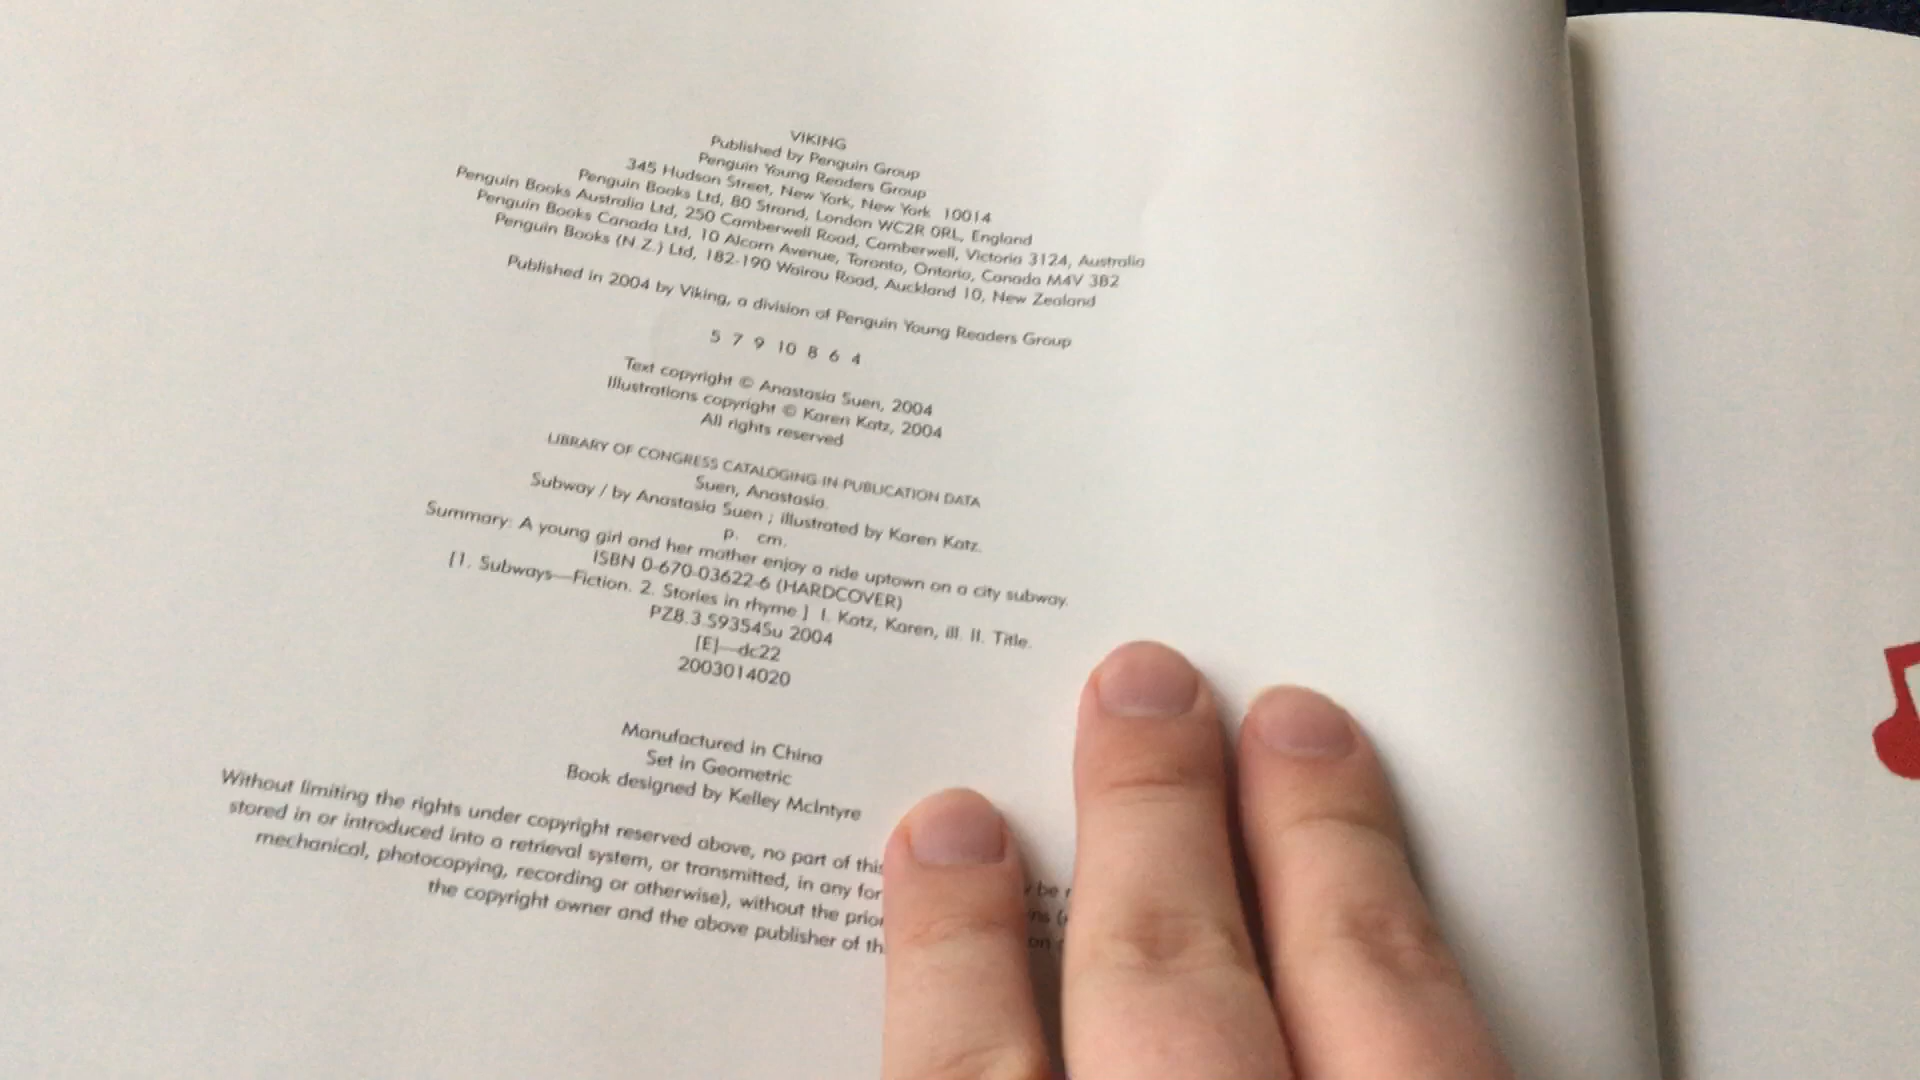 VIKING
Published by Penguin Group
Penguin Young Readers Group
345 Hudson Street, New York, New York 10014
Penguin Books Ltd, 80 Strand, London WC2R 0RL, England
Penguin Books Australia Ltd, 250 Camberwell Road, Camberwell, Victoria 3124, Australia
Penguin Books Canada Ltd, 10 Alcorn Avenue, Toronto, Ontario, Canada M4V 3B2
Penguin Books (N.Z.) Ltd, 182-190 Wairau Road, Auckland 10, New Zealand
Published in 2004 by Viking, a division of Penguin Young Readers Group
5 7 9 10 8 6 4
Text copyright © Anastasia Suen, 2004
Illustrations copyright © Karen Katz, 2004
All rights reserved
LIBRARY OF CONGRESS CATALOGING-IN-PUBLICATION DATA
Suen, Anastasia.
Subway / by Anastasia Suen ; illustrated by Karen Katz.
p. cm.
Summary: A young girl and her mother enjoy a ride uptown on a city subway.
ISBN 0-670-03622-6 (HARDCOVER)
[1. Subways—Fiction. 2. Stories in rhyme.] I. Katz, Karen, ill. II. Title.
PZ8.3.S9354Su 2004
[E]—dc22
2003014020
Manufactured in China
Set in Geometric
Book designed by Kelley McIntyre
Without limiting the rights under copyright reserved above, no part of this be
stored in or introduced into a retrieval system, or transmitted, in any
mechanical, photocopying, recording or otherwise), without the prior
the copyright owner and the above publisher of